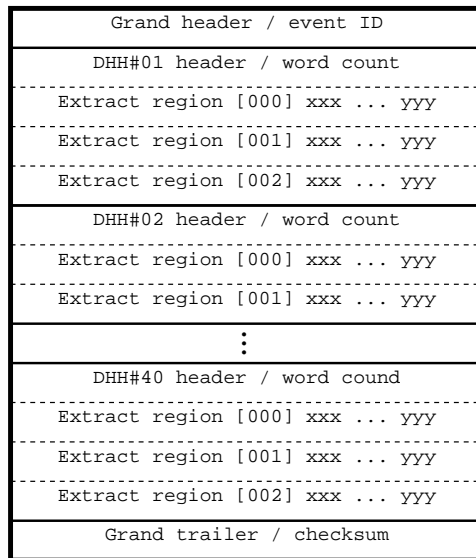 Grand header / event ID
DHH#01 header / word count
Extract region [000] xxx ... yyy
Extract region [001] xxx ... yyy
Extract region [002] xxx ... yyy
DHH#02 header / word count
Extract region [000] xxx ... yyy
Extract region [001] xxx ... yyy
⋮
DHH#40 header / word cound
Extract region [000] xxx ... yyy
Extract region [001] xxx ... yyy
Extract region [002] xxx ... yyy
Grand trailer / checksum